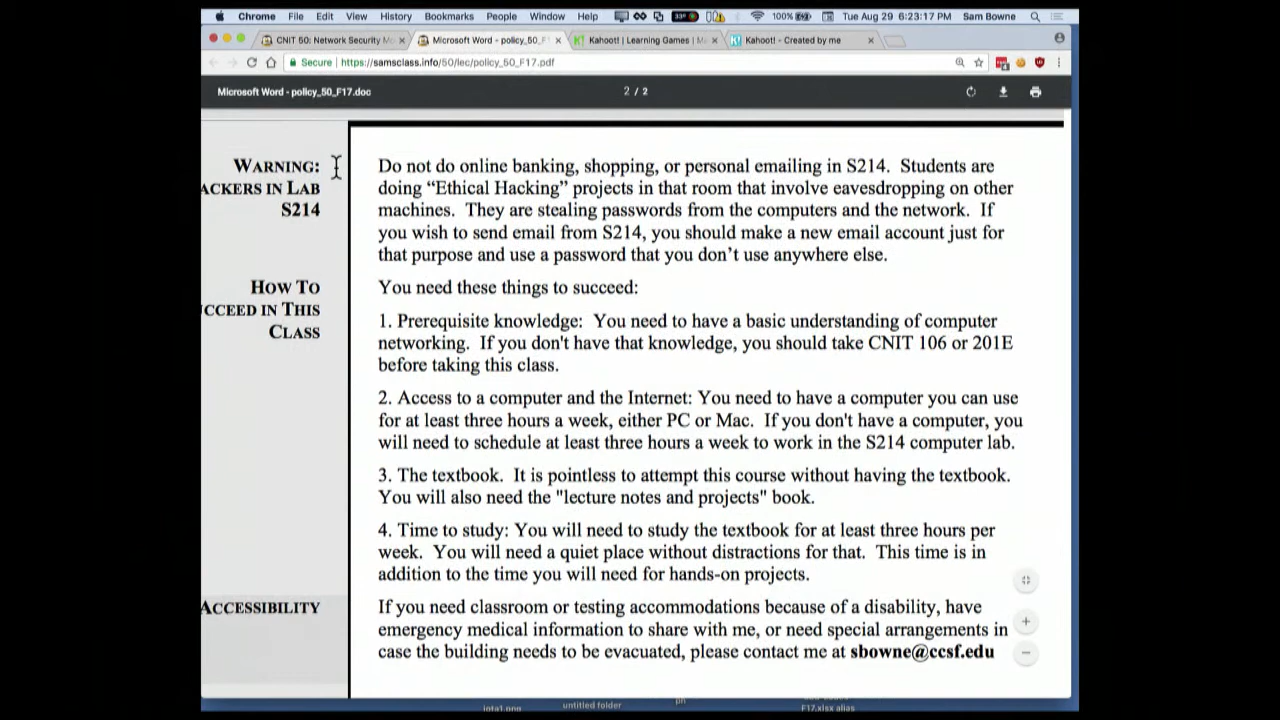 Chrome File Edit View History Bookmarks People Window Help 33° 100% Tue Aug 29 6:23:17 PM Sam Bowne
CNIT 50: Network Security Mo × Microsoft Word - policy_50_F1 × Kahoot! | Learning Games | Ma × Kahoot! - Created by me ×
Secure | https://samsclass.info/50/lec/policy_50_F17.pdf
Microsoft Word - policy_50_F17.doc 2 / 2
WARNING:
ACKERS IN LAB
S214
Do not do online banking, shopping, or personal emailing in S214. Students are
doing “Ethical Hacking” projects in that room that involve eavesdropping on other
machines. They are stealing passwords from the computers and the network. If
you wish to send email from S214, you should make a new email account just for
that purpose and use a password that you don’t use anywhere else.
HOW TO
CCEED IN THIS
CLASS
You need these things to succeed:
1. Prerequisite knowledge: You need to have a basic understanding of computer
networking. If you don't have that knowledge, you should take CNIT 106 or 201E
before taking this class.
2. Access to a computer and the Internet: You need to have a computer you can use
for at least three hours a week, either PC or Mac. If you don't have a computer, you
will need to schedule at least three hours a week to work in the S214 computer lab.
3. The textbook. It is pointless to attempt this course without having the textbook.
You will also need the "lecture notes and projects" book.
4. Time to study: You will need to study the textbook for at least three hours per
week. You will need a quiet place without distractions for that. This time is in
addition to the time you will need for hands-on projects.
ACCESSIBILITY
If you need classroom or testing accommodations because of a disability, have
emergency medical information to share with me, or need special arrangements in
case the building needs to be evacuated, please contact me at sbowne@ccsf.edu
untitled folder ph F17.xlsx alias